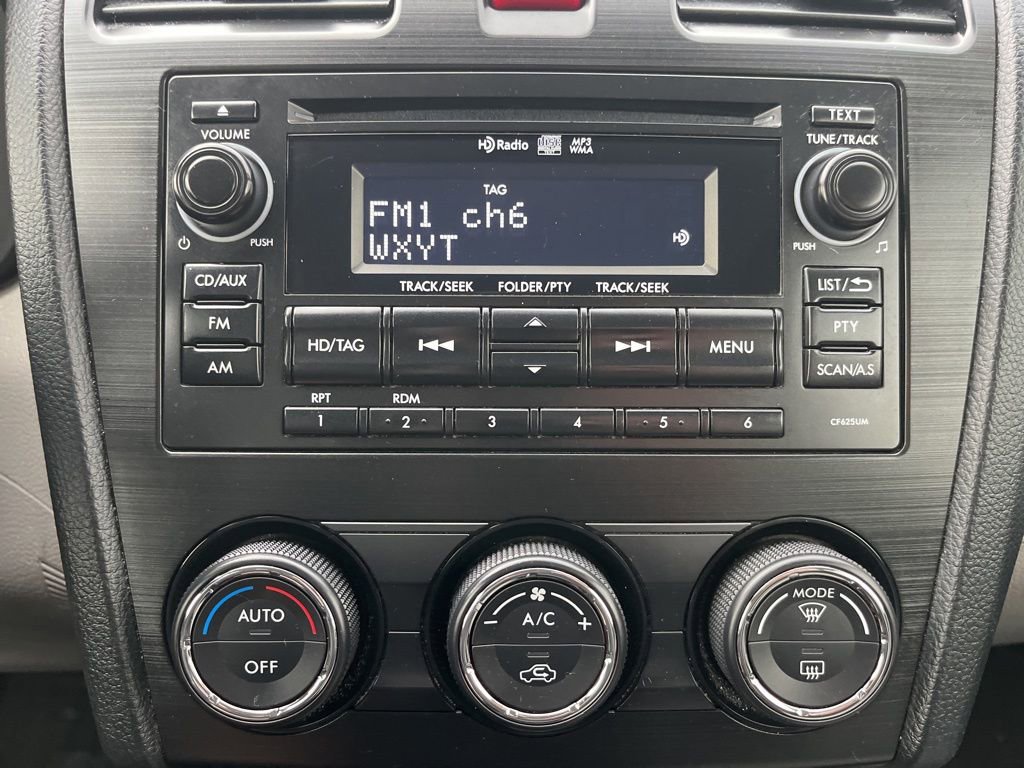 TEXT
VOLUME
TUNE/TRACK
HD Radio MP3 WMA
TAG
FM1 ch6
WXYT HD
PUSH
PUSH
CD/AUX
TRACK/SEEK FOLDER/PTY TRACK/SEEK
LIST/
FM
HD/TAG
MENU
PTY
AM
SCAN/A.S
RPT RDM
1 2 3 4 5 6
CF625UM
AUTO
OFF
A/C
- +
MODE